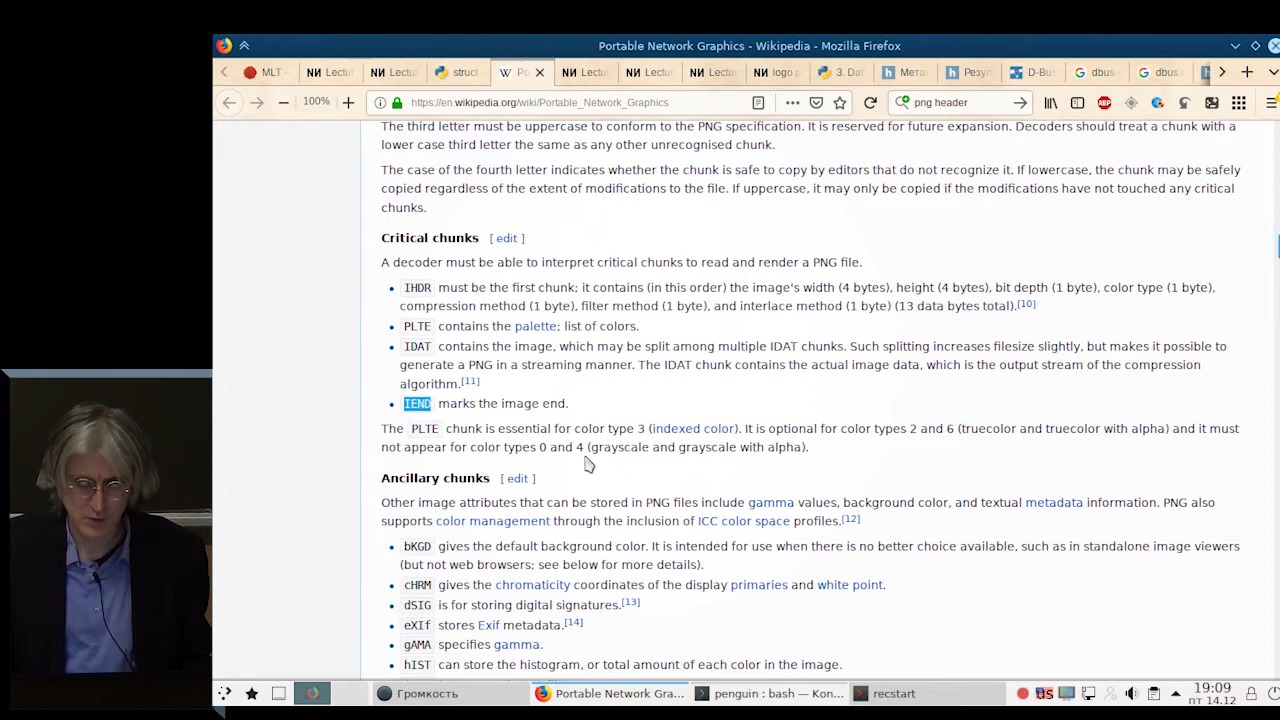 Portable Network Graphics - Wikipedia - Mozilla Firefox
MLT - ИИ Lectur ИИ Lectur struct W Po ИИ Lectu ИИ Lectu ИИ Lectu ИИ logo.p 3. Dat h Мета h Резул D-Bus G dbus - G dbus
100% https://en.wikipedia.org/wiki/Portable_Network_Graphics png header
The third letter must be uppercase to conform to the PNG specification. It is reserved for future expansion. Decoders should treat a chunk with a
lower case third letter the same as any other unrecognised chunk.
The case of the fourth letter indicates whether the chunk is safe to copy by editors that do not recognize it. If lowercase, the chunk may be safely
copied regardless of the extent of modifications to the file. If uppercase, it may only be copied if the modifications have not touched any critical
chunks.
Critical chunks [ edit ]
A decoder must be able to interpret critical chunks to read and render a PNG file.
• IHDR must be the first chunk; it contains (in this order) the image's width (4 bytes), height (4 bytes), bit depth (1 byte), color type (1 byte),
compression method (1 byte), filter method (1 byte), and interlace method (1 byte) (13 data bytes total).[10]
• PLTE contains the palette; list of colors.
• IDAT contains the image, which may be split among multiple IDAT chunks. Such splitting increases filesize slightly, but makes it possible to
generate a PNG in a streaming manner. The IDAT chunk contains the actual image data, which is the output stream of the compression
algorithm.[11]
• IEND marks the image end.
The PLTE chunk is essential for color type 3 (indexed color). It is optional for color types 2 and 6 (truecolor and truecolor with alpha) and it must
not appear for color types 0 and 4 (grayscale and grayscale with alpha).
Ancillary chunks [ edit ]
Other image attributes that can be stored in PNG files include gamma values, background color, and textual metadata information. PNG also
supports color management through the inclusion of ICC color space profiles.[12]
• bKGD gives the default background color. It is intended for use when there is no better choice available, such as in standalone image viewers
(but not web browsers; see below for more details).
• cHRM gives the chromaticity coordinates of the display primaries and white point.
• dSIG is for storing digital signatures.[13]
• eXIf stores Exif metadata.[14]
• gAMA specifies gamma.
• hIST can store the histogram, or total amount of each color in the image.
Громкость Portable Network Gra... penguin : bash — Kon... recstart us 19:09
пт 14.12